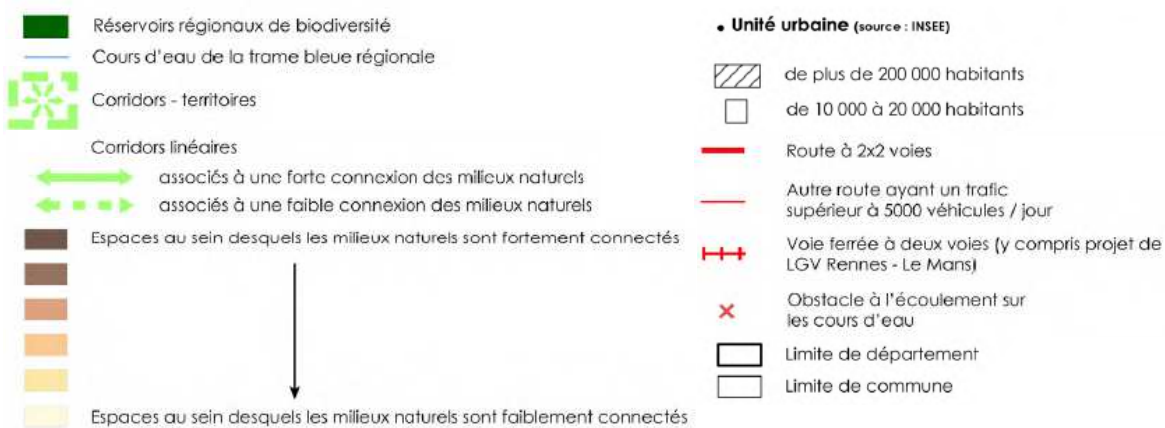 Réservoirs régionaux de biodiversité
Cours d'eau de la trame bleue régionale
Corridors - territoires
Corridors linéaires
associés à une forte connexion des milieux naturels
associés à une faible connexion des milieux naturels
Espaces au sein desquels les milieux naturels sont fortement connectés
Espaces au sein desquels les milieux naturels sont faiblement connectés
• Unité urbaine (source : INSEE)
de plus de 200 000 habitants
de 10 000 à 20 000 habitants
Route à 2x2 voies
Autre route ayant un trafic
supérieur à 5000 véhicules / jour
Voie ferrée à deux voies (y compris projet de
LGV Rennes - Le Mans)
Obstacle à l'écoulement sur
les cours d'eau
Limite de département
Limite de commune